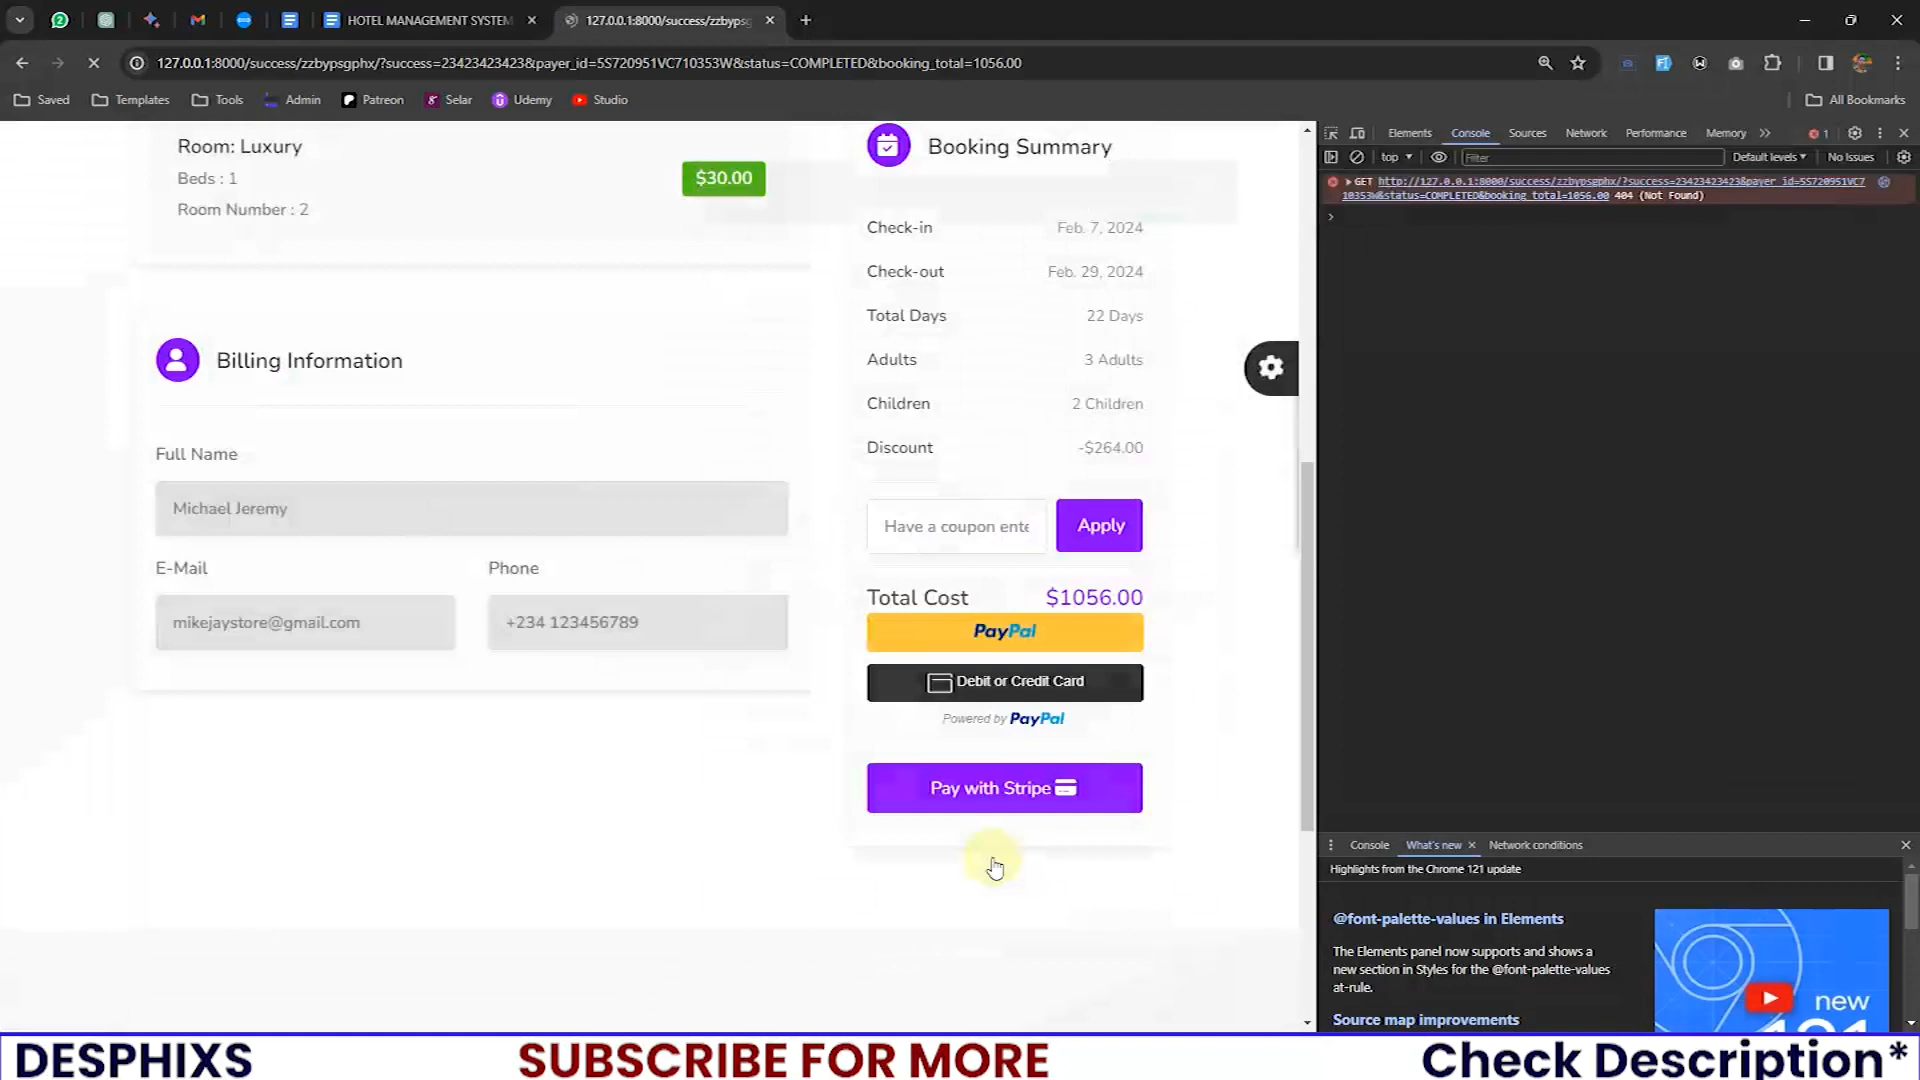 HOTEL MANAGEMENT SYSTEM
127.0.0.1:8000/success/zzbypsg
127.0.0.1:8000/success/zzbypsgphx/?success=23423423423&payer_id=5S720951VC710353W&status=COMPLETED&booking_total=1056.00
Saved
Templates
Tools
Admin
Patreon
Selar
Udemy
Studio
All Bookmarks
Room: Luxury
Beds : 1
Room Number : 2
$30.00
Billing Information
Full Name
Michael Jeremy
E-Mail
Phone
mikejaystore@gmail.com
+234 123456789
Booking Summary
Check-in Feb. 7, 2024
Check-out Feb. 29, 2024
Total Days 22 Days
Adults 3 Adults
Children 2 Children
Discount -$264.00
Have a coupon ente
Apply
Total Cost $1056.00
PayPal
Debit or Credit Card
Powered by PayPal
Pay with Stripe
Elements Console Sources Network Performance Memory 1
top Filter Default levels No Issues
GET http://127.0.0.1:8000/success/zzbypsgphx/?success=23423423423&payer_id=5S720951VC7
10353W&status=COMPLETED&booking_total=1056.00 404 (Not Found)
Console What's new Network conditions
Highlights from the Chrome 121 update
@font-palette-values in Elements
The Elements panel now supports and shows a
new section in Styles for the @font-palette-values
at-rule.
Source map improvements
new
121
DESPHIXS SUBSCRIBE FOR MORE Check Description*